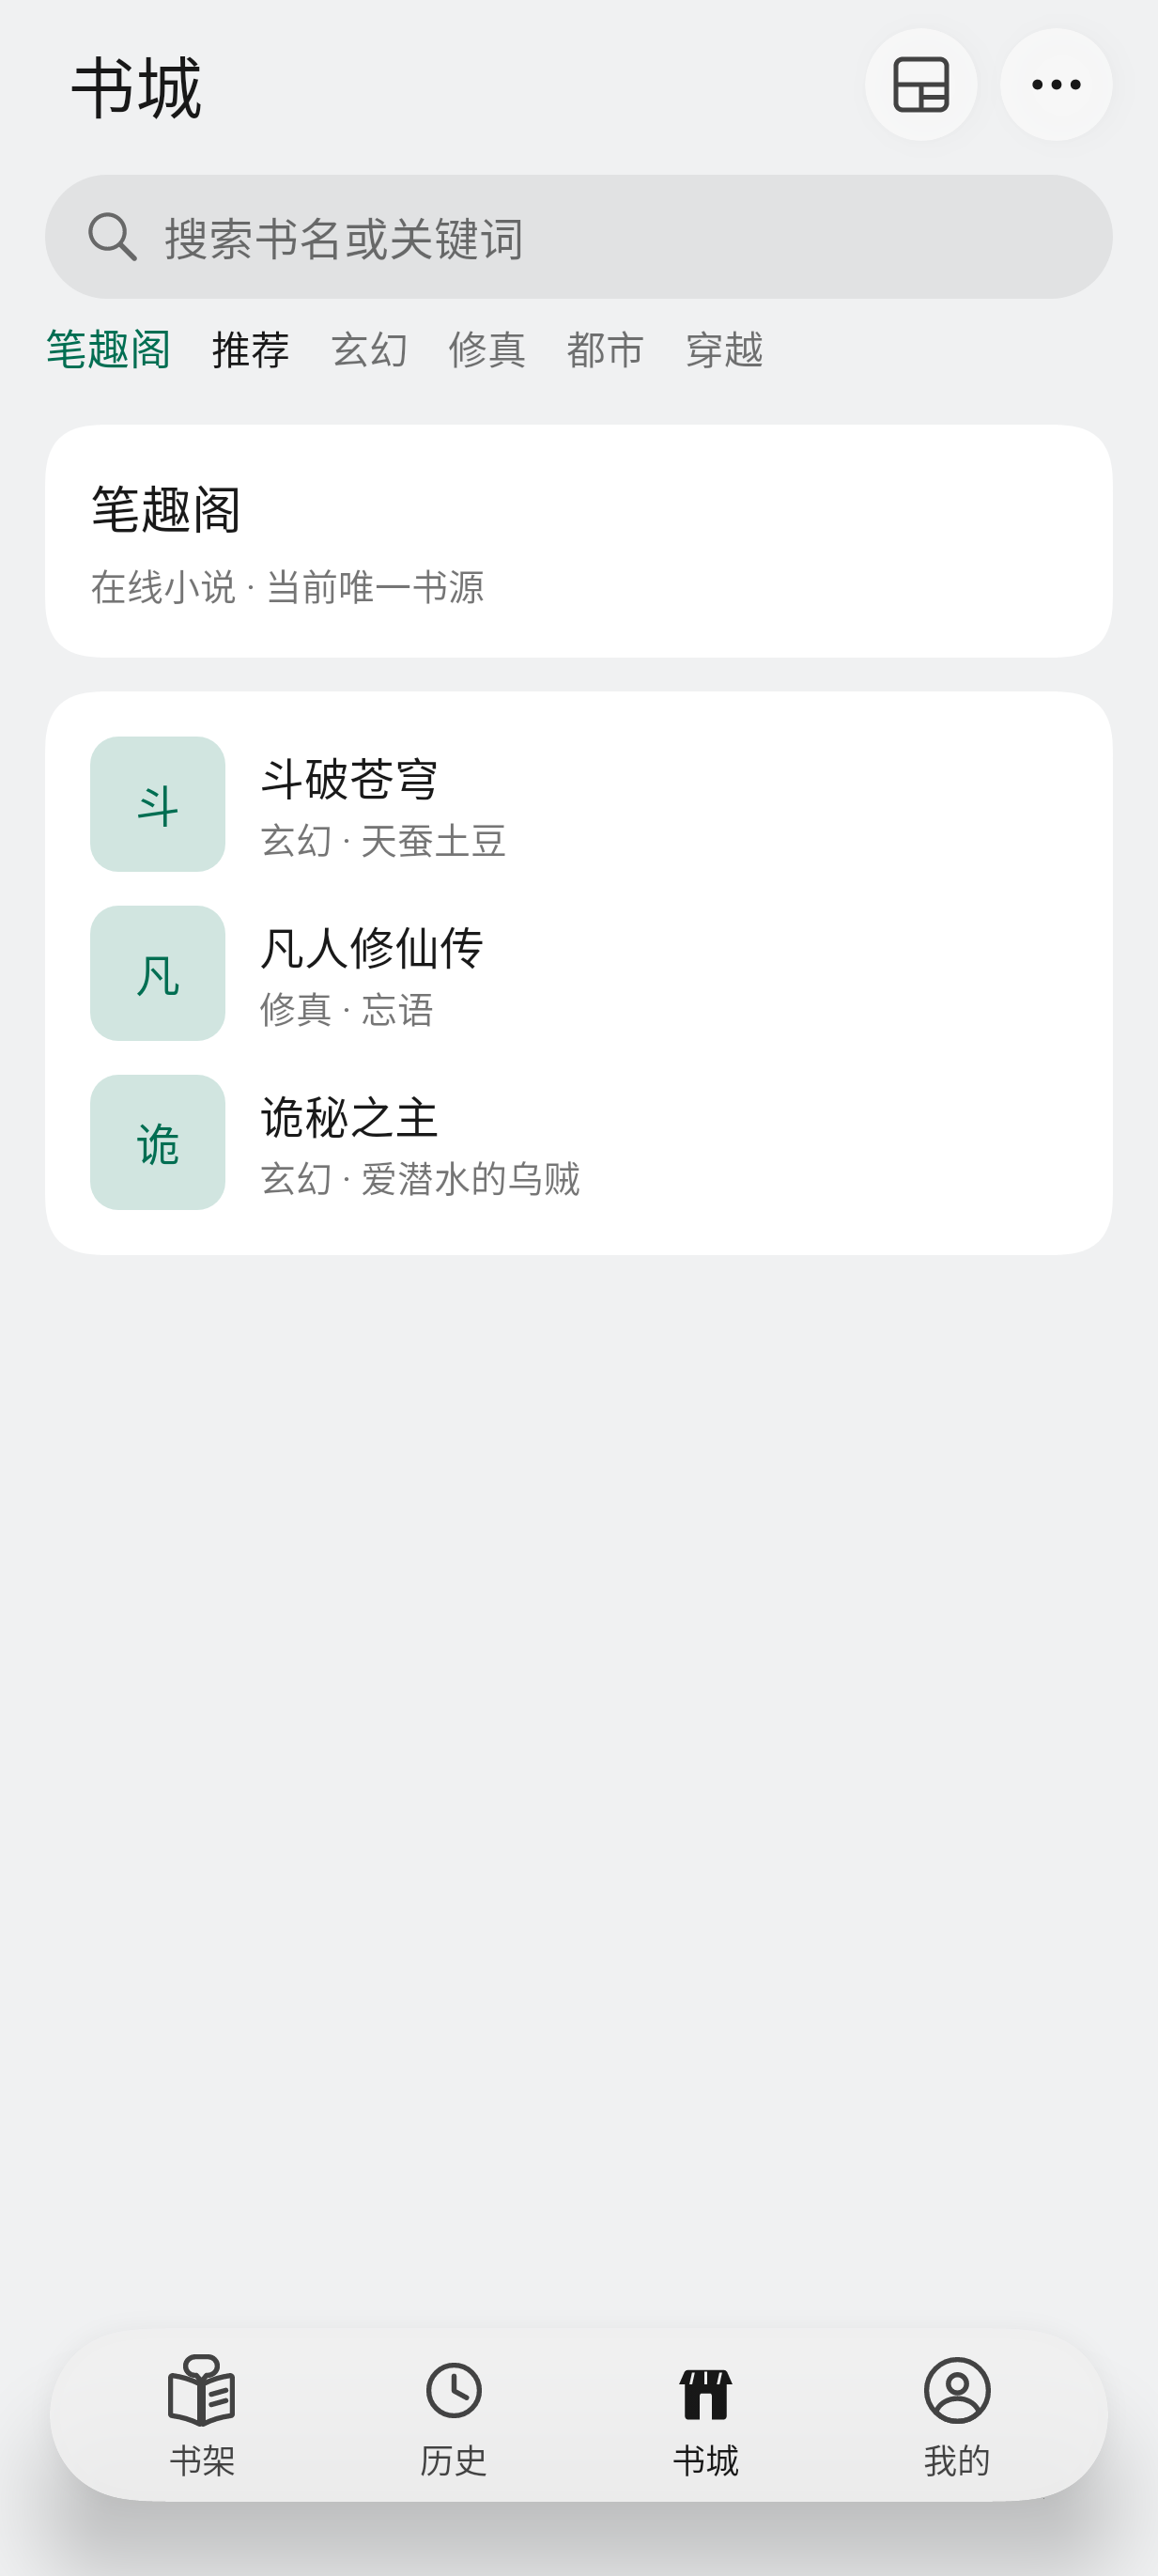 书城
搜索书名或关键词
笔趣阁 推荐 玄幻 修真 都市 穿越
笔趣阁
在线小说 · 当前唯一书源
斗
斗破苍穹
玄幻 · 天蚕土豆
凡
凡人修仙传
修真 · 忘语
诡
诡秘之主
玄幻 · 爱潜水的乌贼
书架 历史 书城 我的